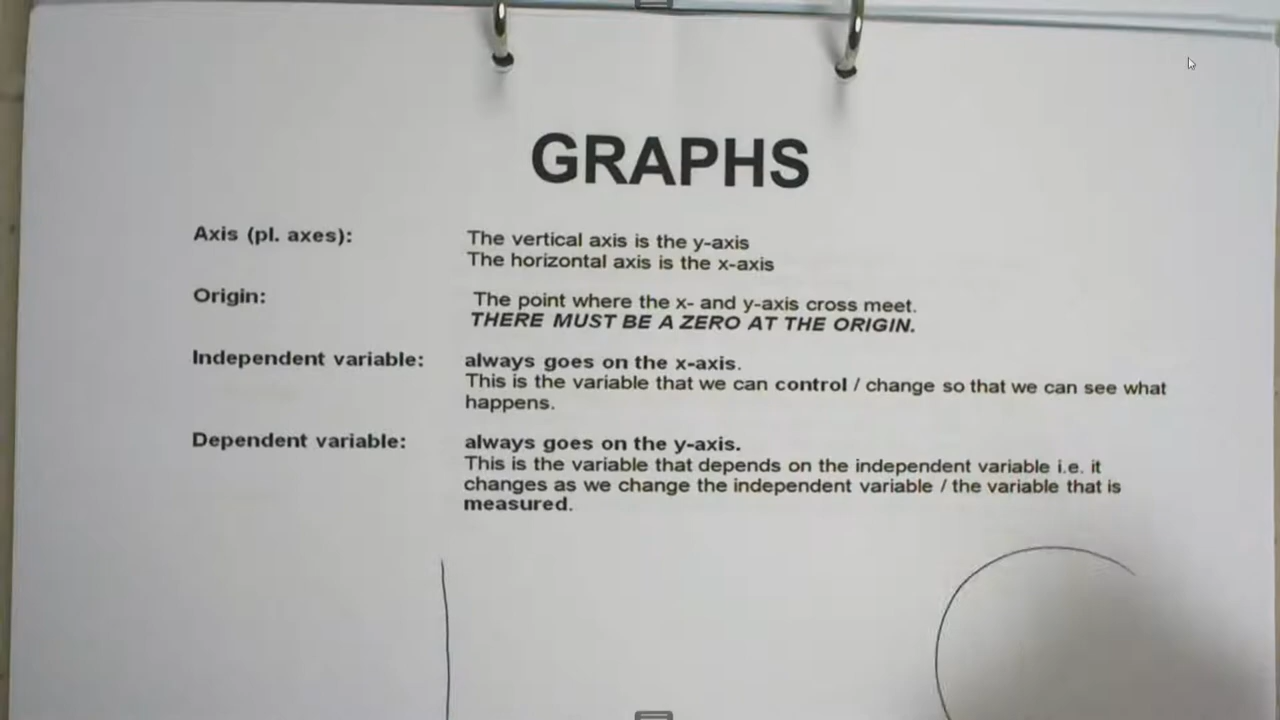 GRAPHS
Axis (pl. axes): The vertical axis is the y-axis
The horizontal axis is the x-axis
Origin: The point where the x- and y-axis cross meet.
THERE MUST BE A ZERO AT THE ORIGIN.
Independent variable: always goes on the x-axis.
This is the variable that we can control / change so that we can see what
happens.
Dependent variable: always goes on the y-axis.
This is the variable that depends on the independent variable i.e. it
changes as we change the independent variable / the variable that is
measured.